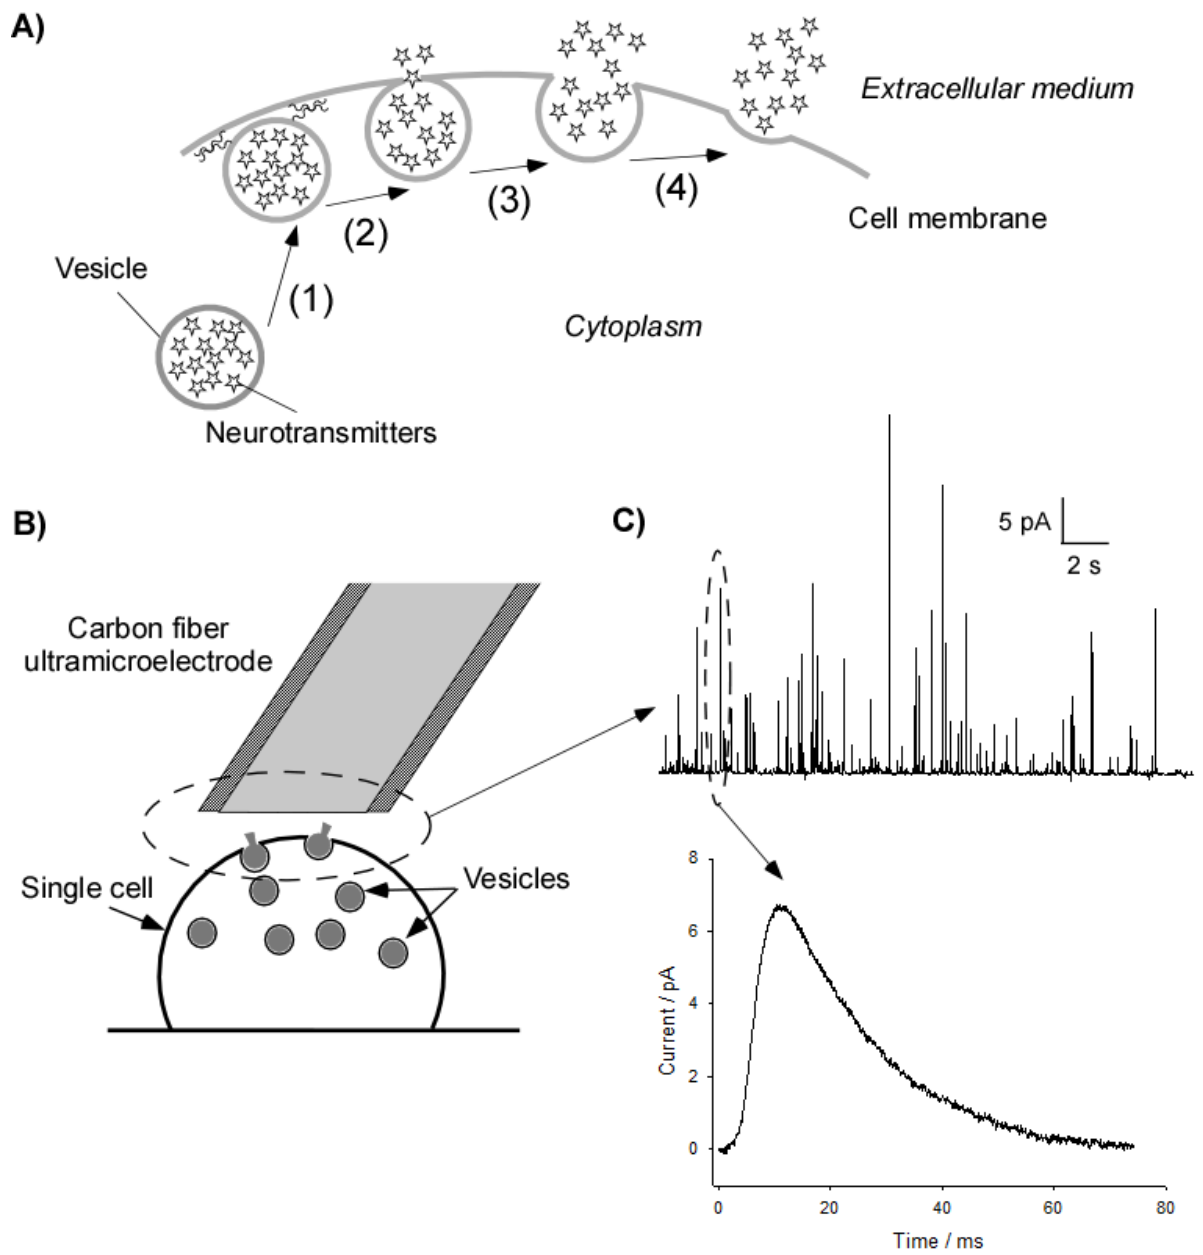 A)
Extracellular medium
(1)
(2)
(3)
(4)
Cell membrane
Vesicle
Cytoplasm
Neurotransmitters
B)
Carbon fiber
ultramicroelectrode
Single cell
Vesicles
C)
5 pA
2 s
8
6
4
2
0
Current / pA
0
20
40
60
80
Time / ms